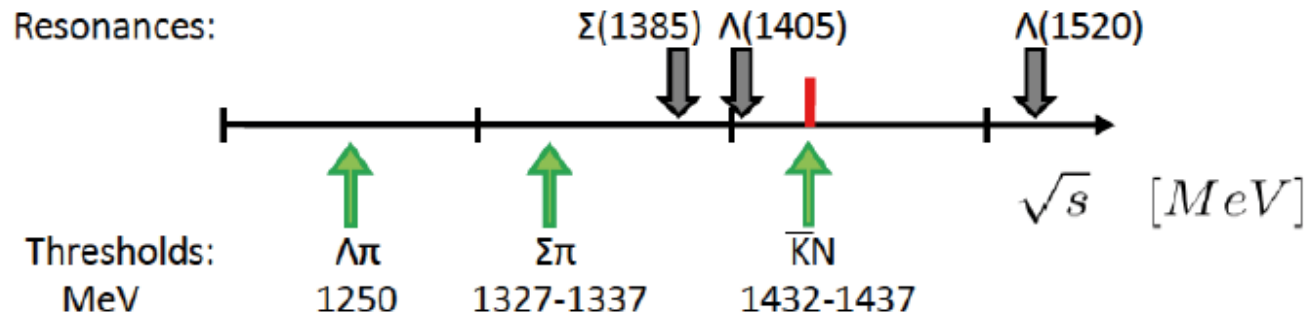 Resonances: Σ(1385) Λ(1405) Λ(1520)
√s [MeV]
Thresholds: Λπ Σπ K̅N
MeV 1250 1327-1337 1432-1437